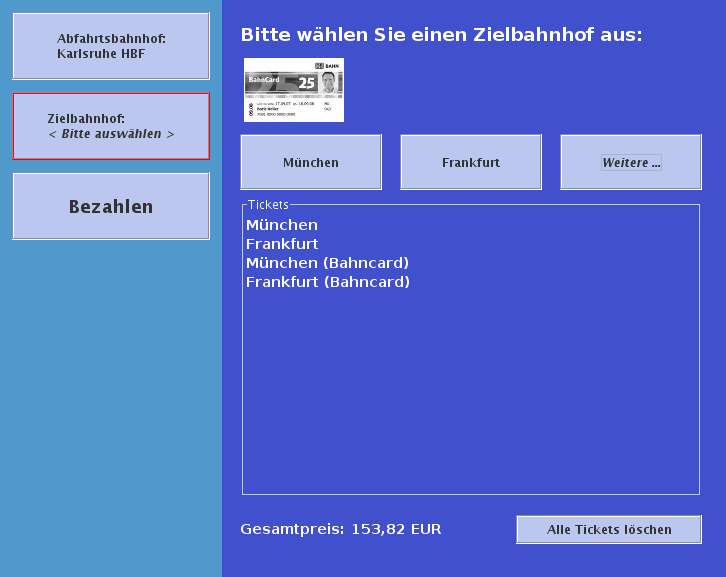 Abfahrtsbahnhof:
Karlsruhe HBF
Zielbahnhof:
< Bitte auswählen >
Bezahlen
Bitte wählen Sie einen Zielbahnhof aus:
DB BAHN
BahnCard 25
München
Frankfurt
Weitere ...
Tickets
München
Frankfurt
München (Bahncard)
Frankfurt (Bahncard)
Gesamtpreis: 153,82 EUR
Alle Tickets löschen